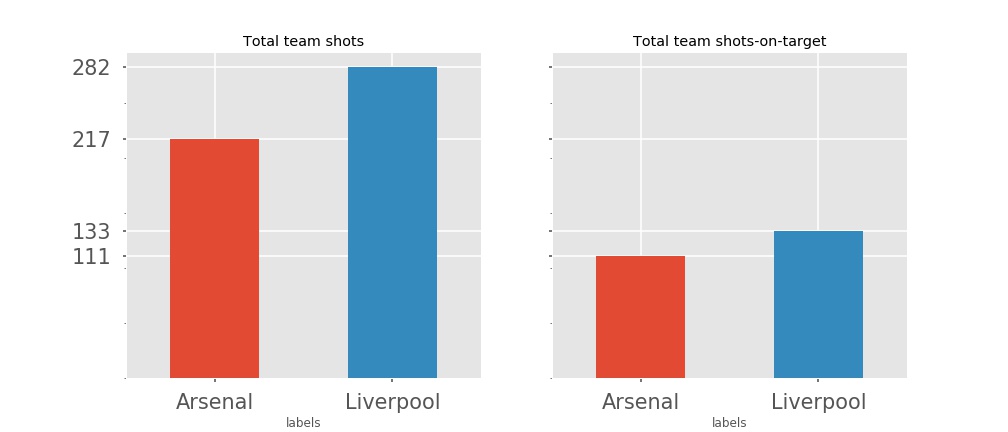 Total team shots
282
217
133
111
Arsenal Liverpool
labels
Total team shots-on-target
Arsenal Liverpool
labels